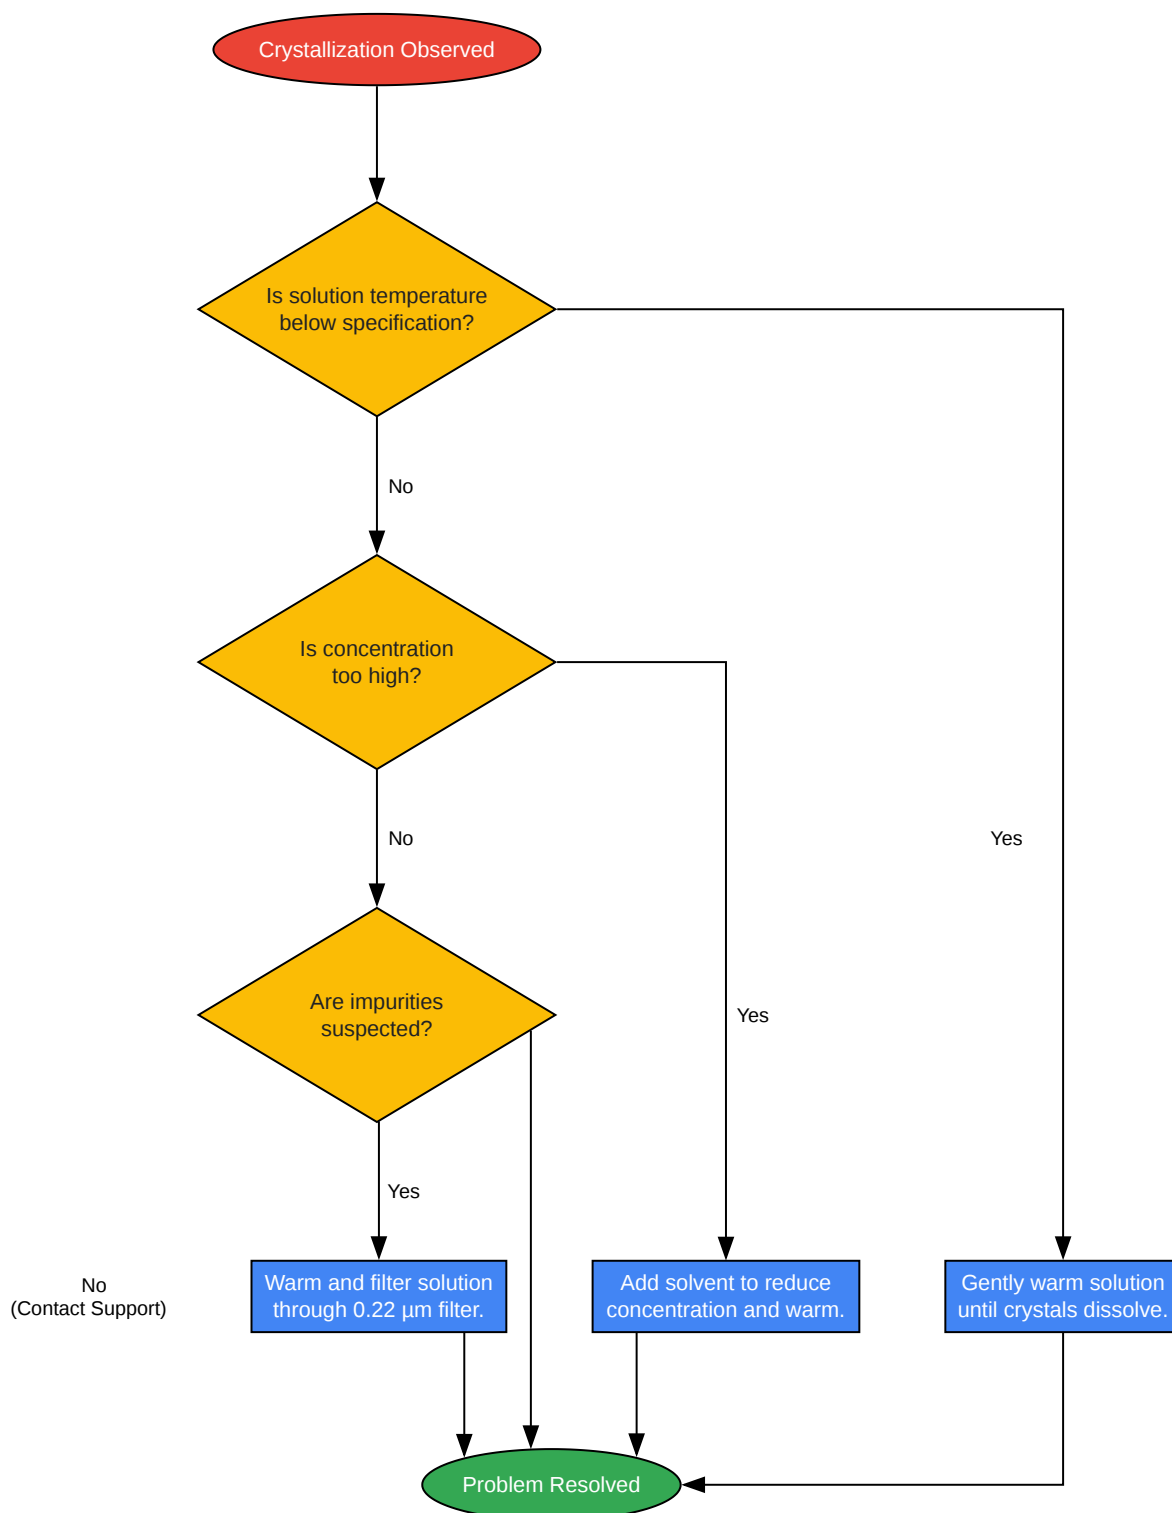 Crystallization Observed
Is solution temperature
below specification?
No
Is concentration
too high?
No
Yes
Are impurities
suspected?
Yes
Yes
No
(Contact Support)
Warm and filter solution
through 0.22 µm filter.
Add solvent to reduce
concentration and warm.
Gently warm solution
until crystals dissolve.
Problem Resolved